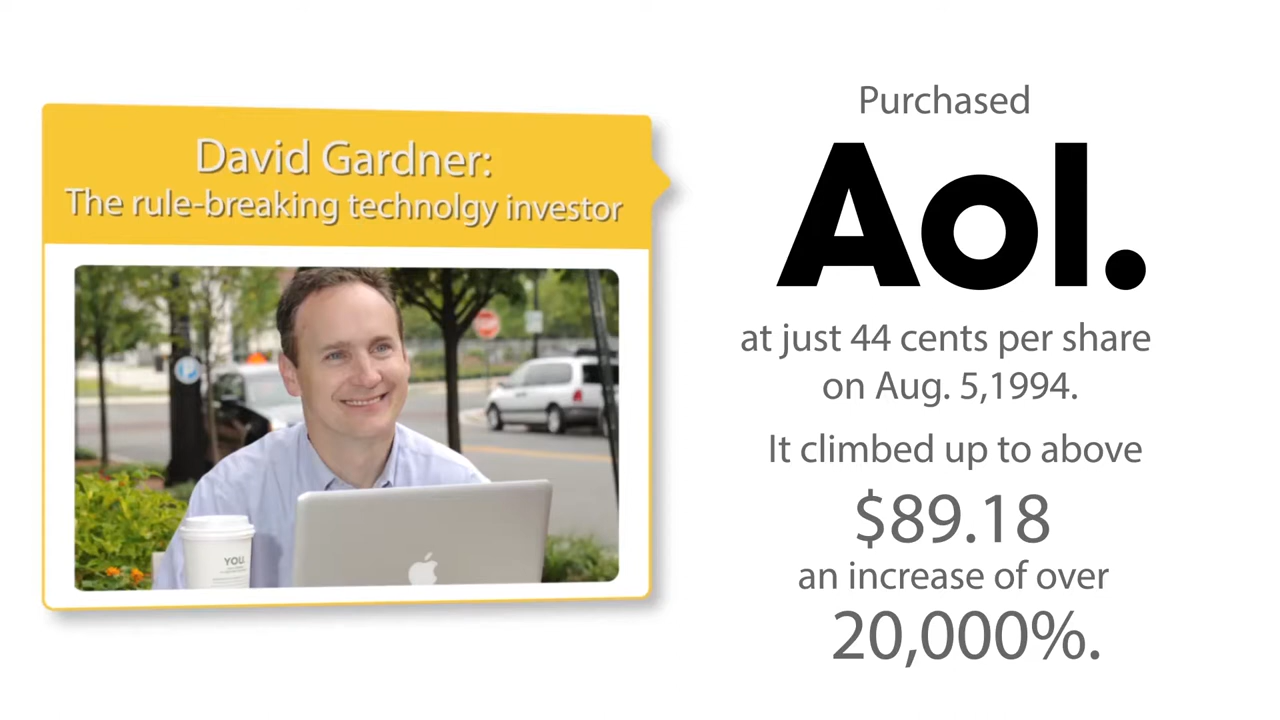 David Gardner:
The rule-breaking technolgy investor
YOU.
Purchased
Aol.
at just 44 cents per share
on Aug. 5,1994.
It climbed up to above
$89.18
an increase of over
20,000%.